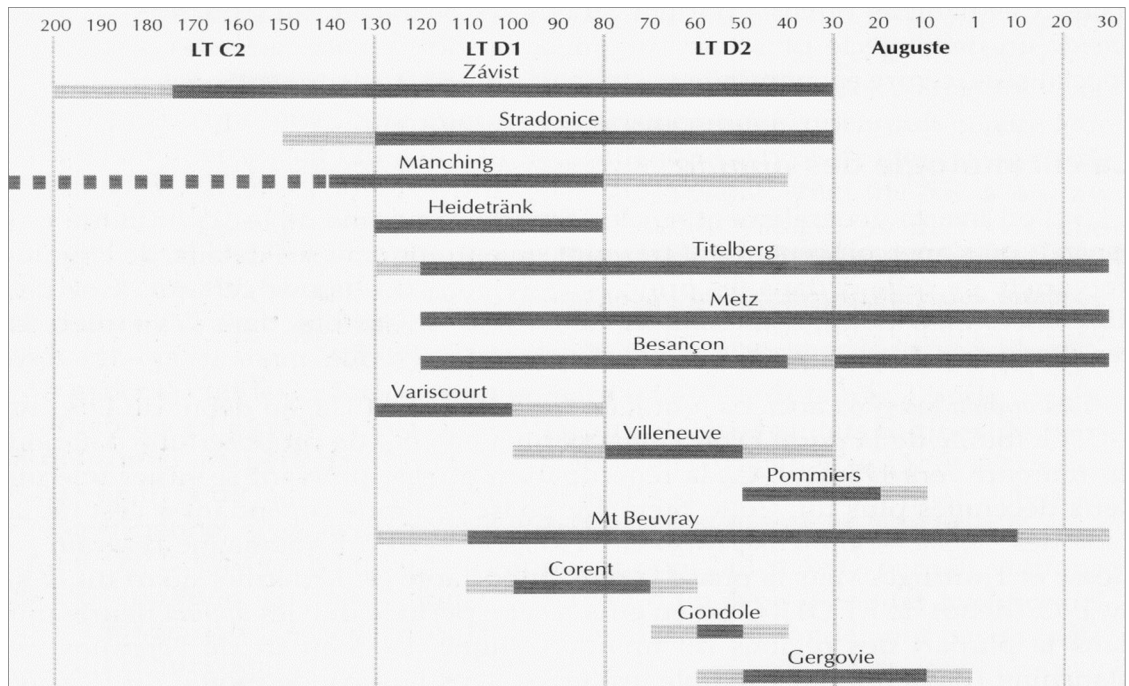 200 190 180 170 160 150 140 130 120 110 100 90 80 70 60 50 40 30 20 10 1 10 20 30
LT C2 LT D1 LT D2 Auguste
Závist
Stradonice
Manching
Heidetränk
Titelberg
Metz
Besançon
Variscourt
Villeneuve
Pommiers
Mt Beuvray
Corent
Gondole
Gergovie